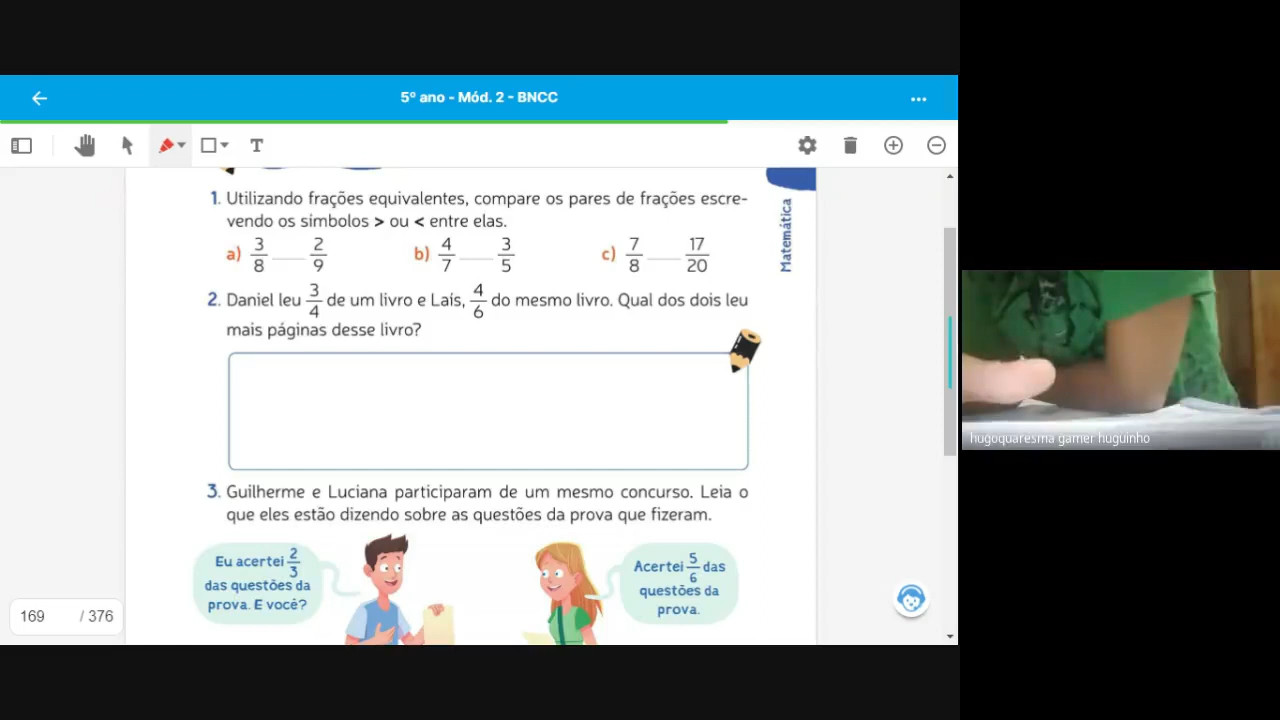 5º ano - Mód. 2 - BNCC
T
1. Utilizando frações equivalentes, compare os pares de frações escre-
vendo os símbolos > ou < entre elas.
a) 3/8 ____ 2/9 b) 4/7 ____ 3/5 c) 7/8 ____ 17/20
2. Daniel leu 3/4 de um livro e Laís, 4/6 do mesmo livro. Qual dos dois leu
mais páginas desse livro?
3. Guilherme e Luciana participaram de um mesmo concurso. Leia o
que eles estão dizendo sobre as questões da prova que fizeram.
Eu acertei 2/3
das questões da
prova. E você?
Acertei 5/6 das
questões da
prova.
Matemática
169 / 376
hugoquaresma gamer huguinho